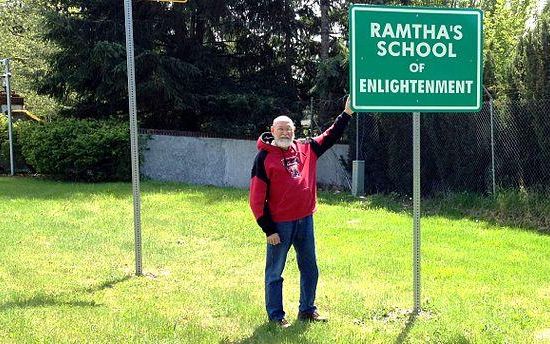 RAMTHA'S
SCHOOL
OF
ENLIGHTENMENT